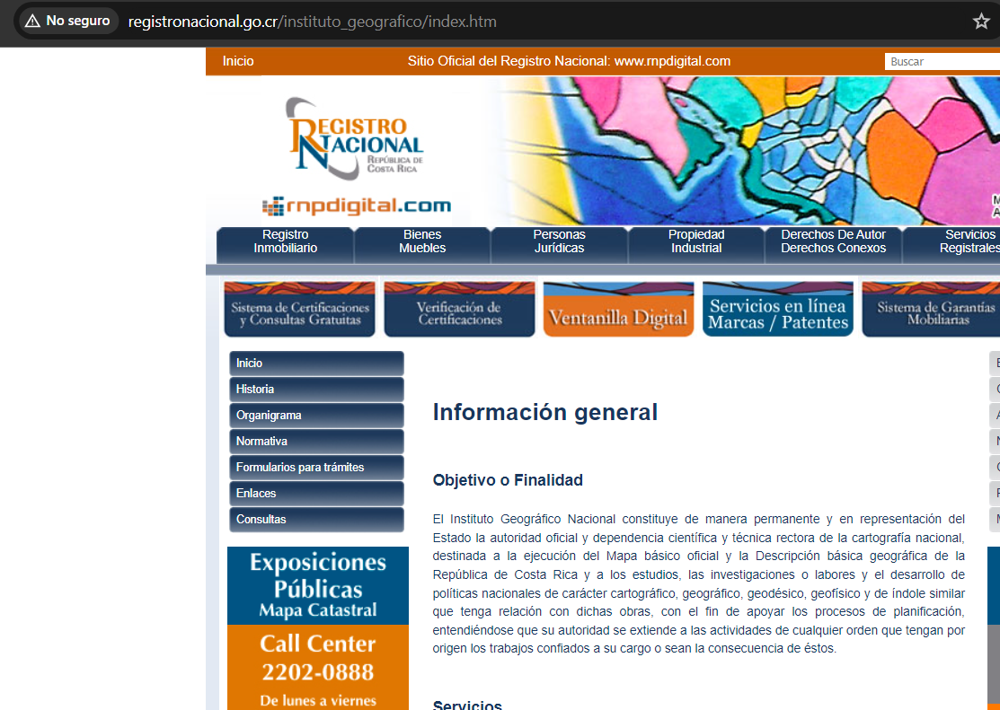 No seguro
registronacional.go.cr/instituto_geografico/index.htm
Inicio
Sitio Oficial del Registro Nacional: www.rnpdigital.com
Buscar
REGISTRO
NACIONAL
REPÚBLICA DE
COSTA RICA
rnpdigital.com
Registro
Inmobiliario
Bienes
Muebles
Personas
Jurídicas
Propiedad
Industrial
Derechos De Autor
Derechos Conexos
Servicios
Registrales
Sistema de Certificaciones
y Consultas Gratuitas
Verificación de
Certificaciones
Ventanilla Digital
Servicios en línea
Marcas / Patentes
Sistema de Garantías
Mobiliarias
Inicio
Historia
Organigrama
Normativa
Formularios para trámites
Enlaces
Consultas
Exposiciones
Públicas
Mapa Catastral
Call Center
2202-0888
De lunes a viernes
Información general
Objetivo o Finalidad
El Instituto Geográfico Nacional constituye de manera permanente y en representación del
Estado la autoridad oficial y dependencia científica y técnica rectora de la cartografía nacional,
destinada a la ejecución del Mapa básico oficial y la Descripción básica geográfica de la
República de Costa Rica y a los estudios, las investigaciones o labores y el desarrollo de
políticas nacionales de carácter cartográfico, geográfico, geodésico, geofísico y de índole similar
que tenga relación con dichas obras, con el fin de apoyar los procesos de planificación,
entendiéndose que su autoridad se extiende a las actividades de cualquier orden que tengan por
origen los trabajos confiados a su cargo o sean la consecuencia de éstos.
Servicios